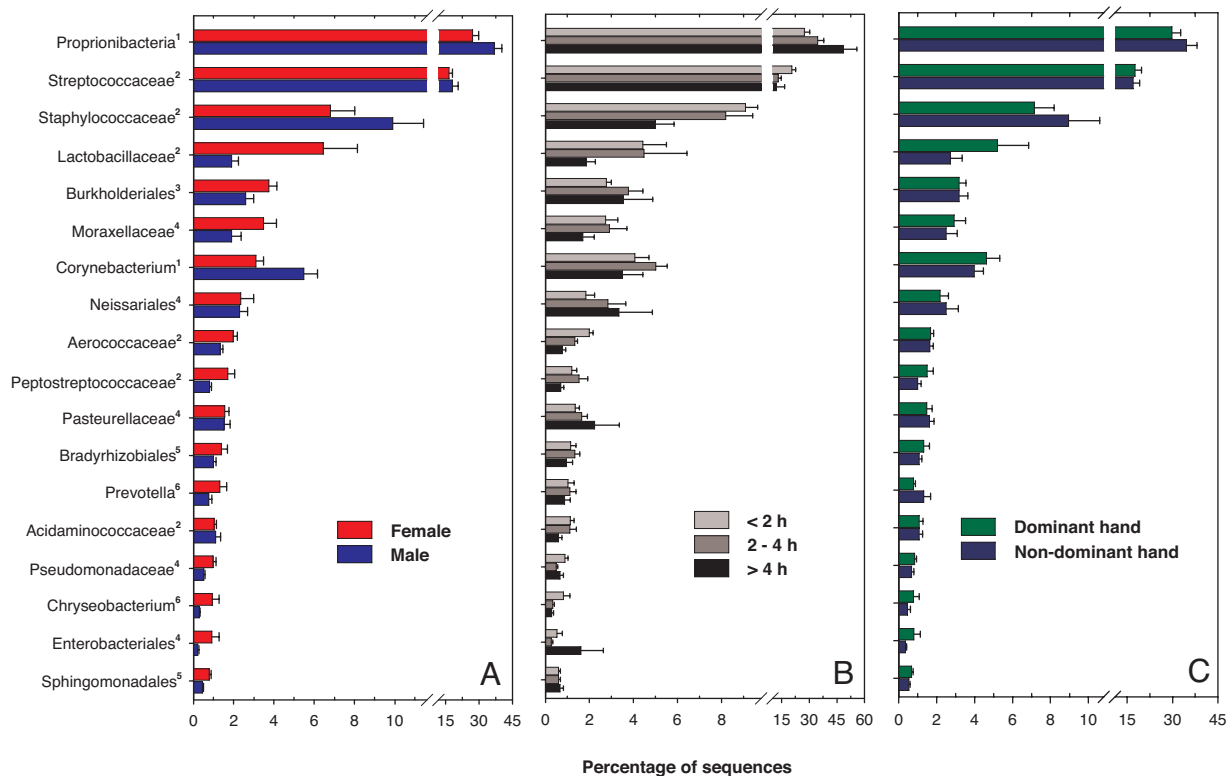 Proprionibacteria¹
Streptococcaceae²
Staphylococcaceae²
Lactobacillaceae²
Burkholderiales³
Moraxellaceae⁴
Corynebacterium¹
Neissariales⁴
Aerococcaceae²
Peptostreptococcaceae²
Pasteurellaceae⁴
Bradyrhizobiales⁵
Prevotella⁶
Acidaminococcaceae²
Pseudomonadaceae⁴
Chryseobacterium⁶
Enterobacteriales⁴
Sphingomonadales⁵
Female
Male
A
0 2 4 6 8 10 30 45
< 2 h
2 - 4 h
> 4 h
B
0 2 4 6 8 15 30 45 60
Dominant hand
Non-dominant hand
C
0 2 4 6 8 10 15 30 45
Percentage of sequences